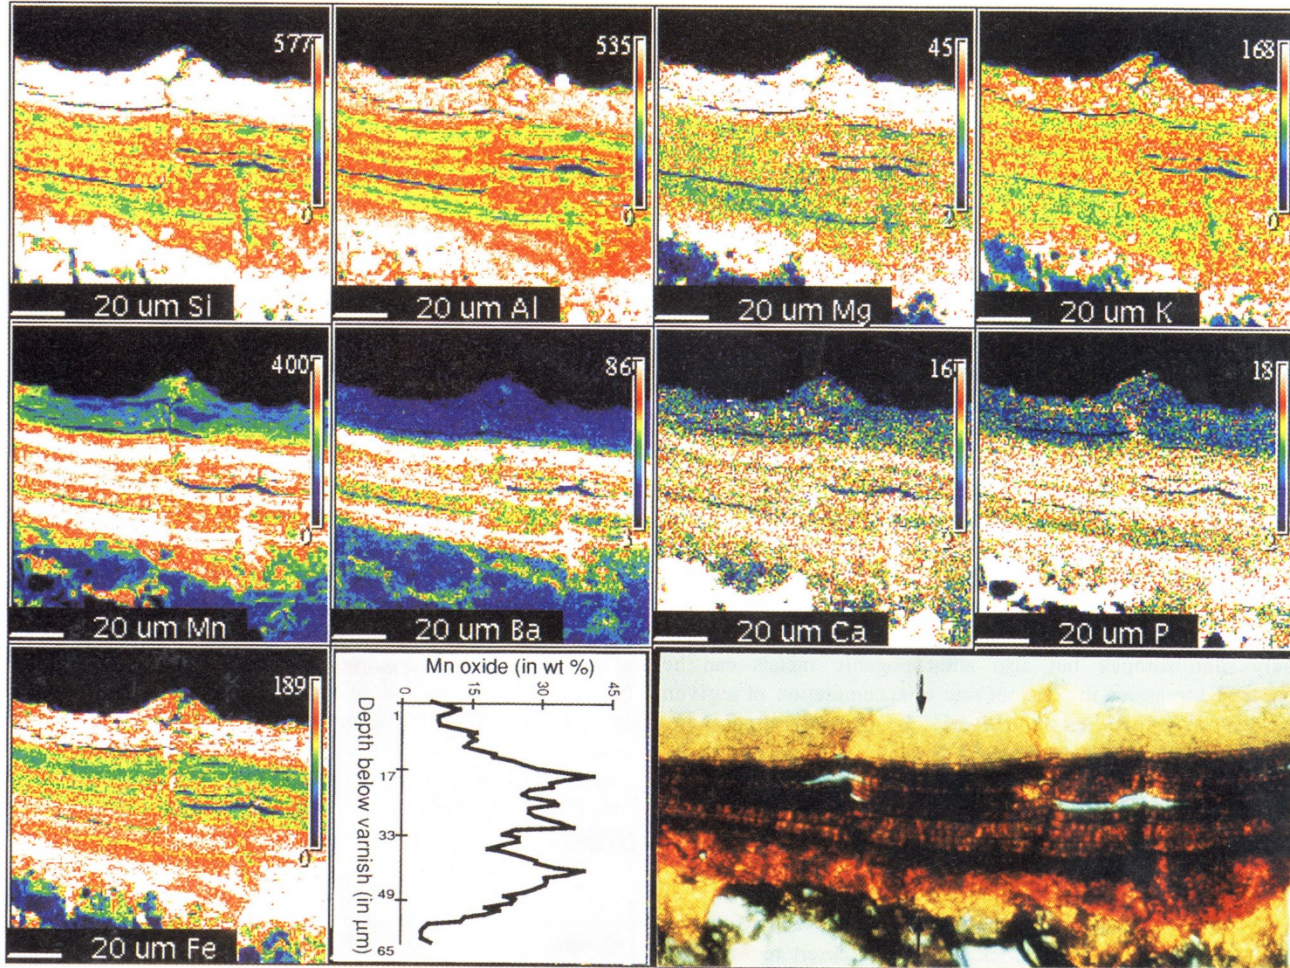 577
0
20 um Si
535
0
20 um Al
45
2
20 um Mg
168
0
20 um K
400
0
20 um Mn
86
20 um Ba
16
2
20 um Ca
18
2
20 um P
189
0
20 um Fe
Mn oxide (in wt %)
0 15 30 45
Depth below varnish (in µm)
1
17
33
49
65